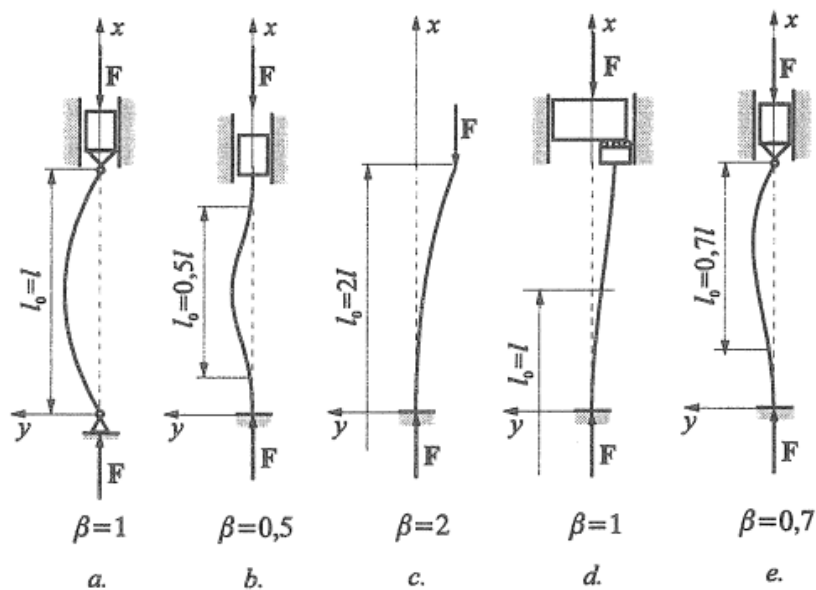 x x x x x
𝔽 𝔽 𝔽 𝔽 𝔽
l₀=l l₀=0,5l l₀=2l l₀=l l₀=0,7l
y y y y y
𝔽 𝔽 𝔽 𝔽 𝔽
β=1 β=0,5 β=2 β=1 β=0,7
a. b. c. d. e.